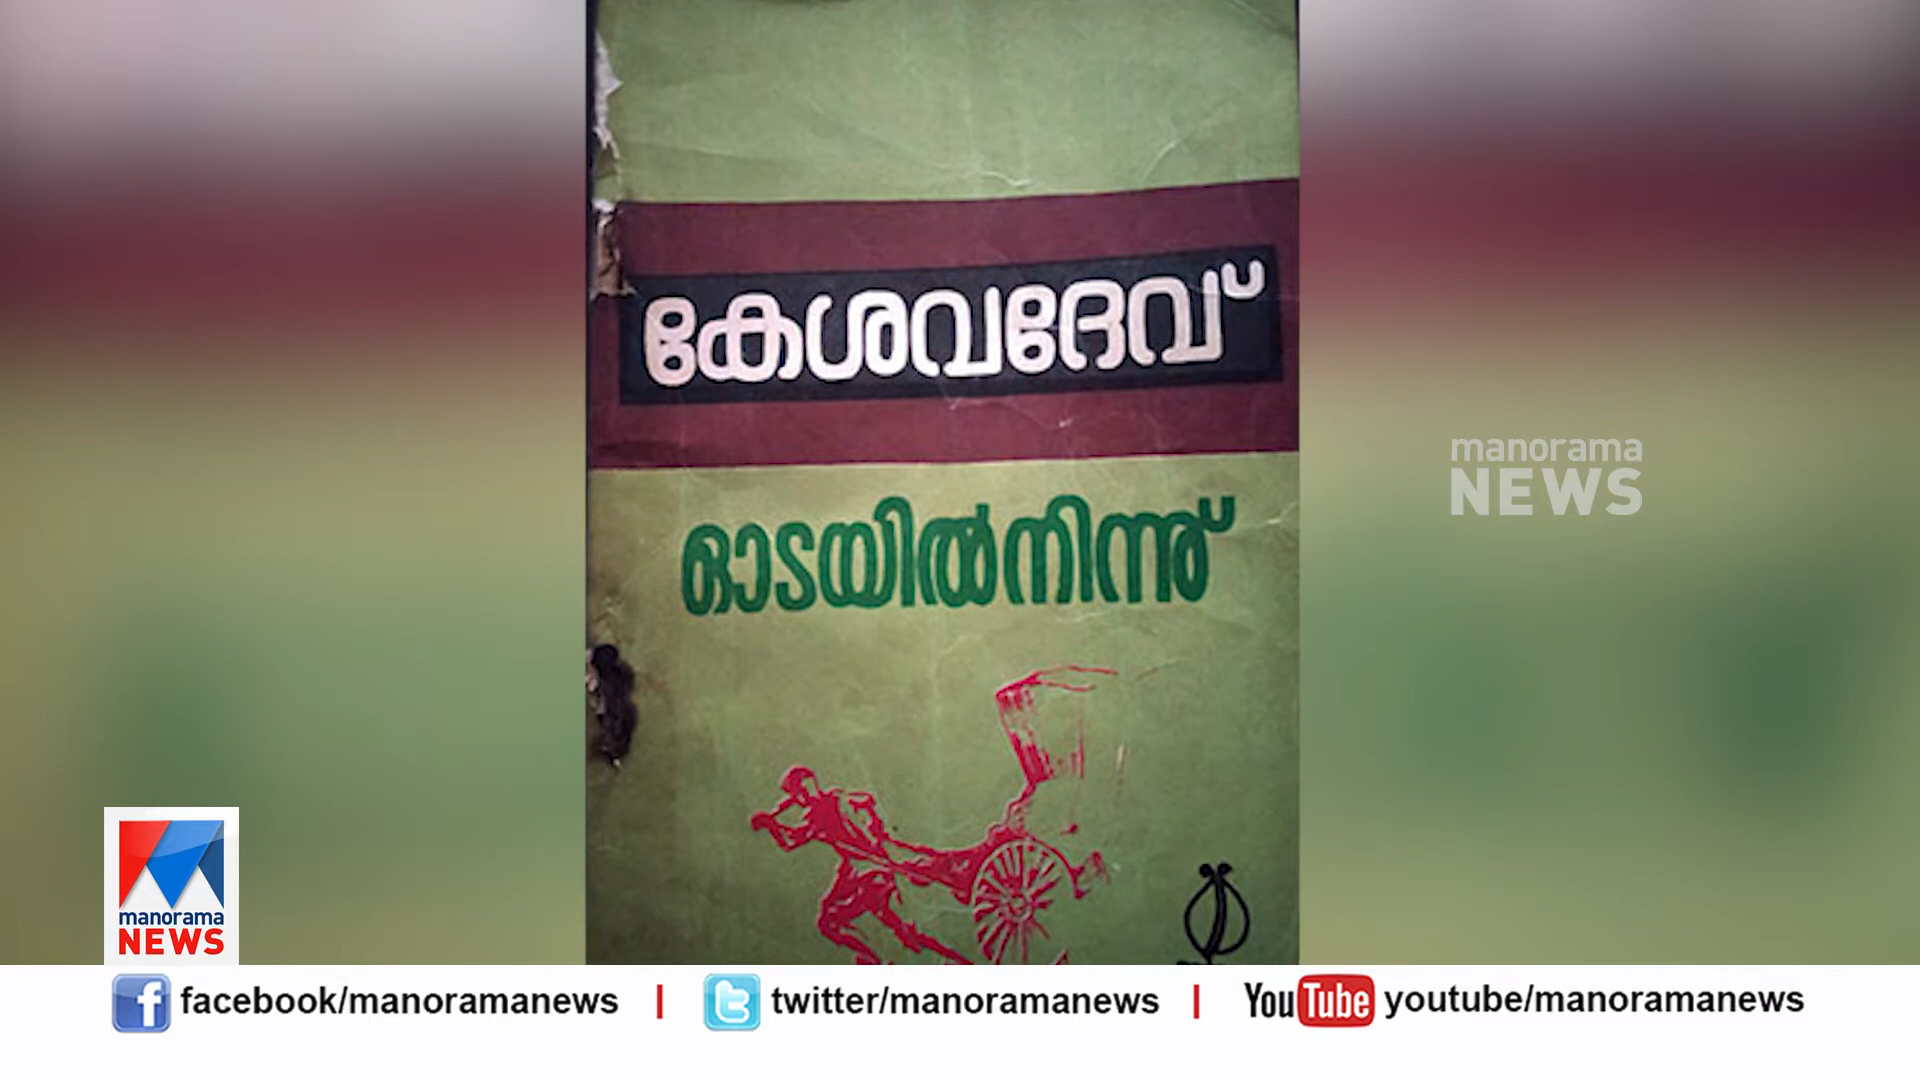 കേശവദേവ്
ഓടയിൽനിന്നു്
manorama
NEWS
manorama
NEWS
facebook/manoramanews | twitter/manoramanews | YouTube youtube/manoramanews